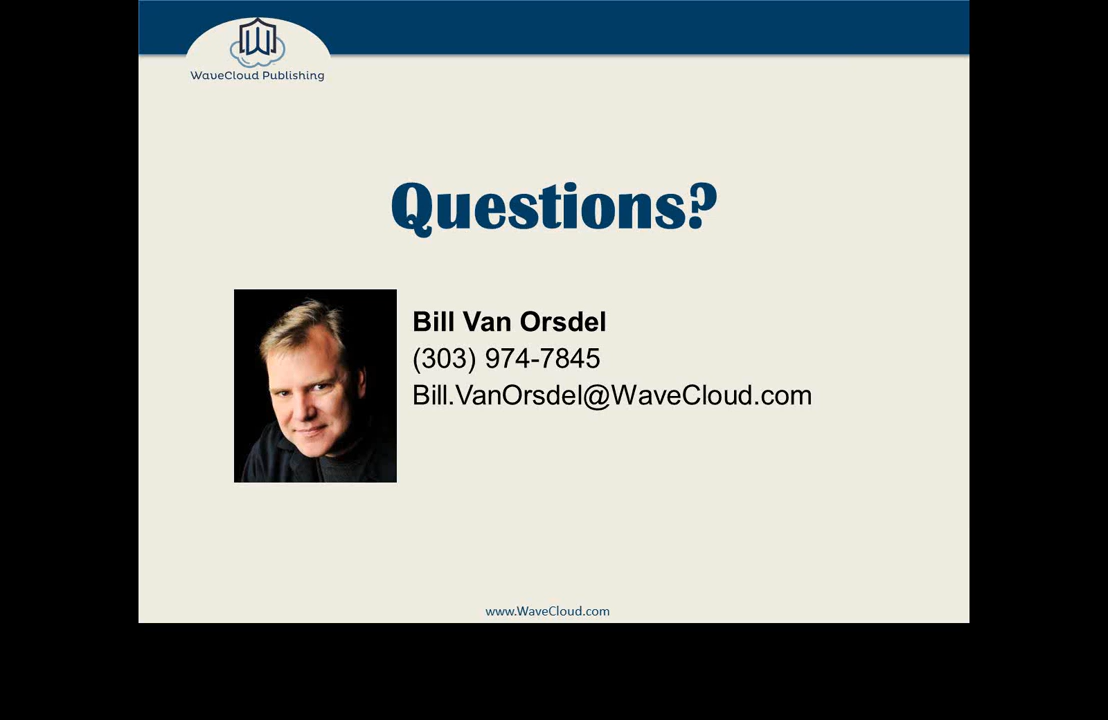 WaveCloud Publishing
Questions?
Bill Van Orsdel
(303) 974-7845
Bill.VanOrsdel@WaveCloud.com
www.WaveCloud.com